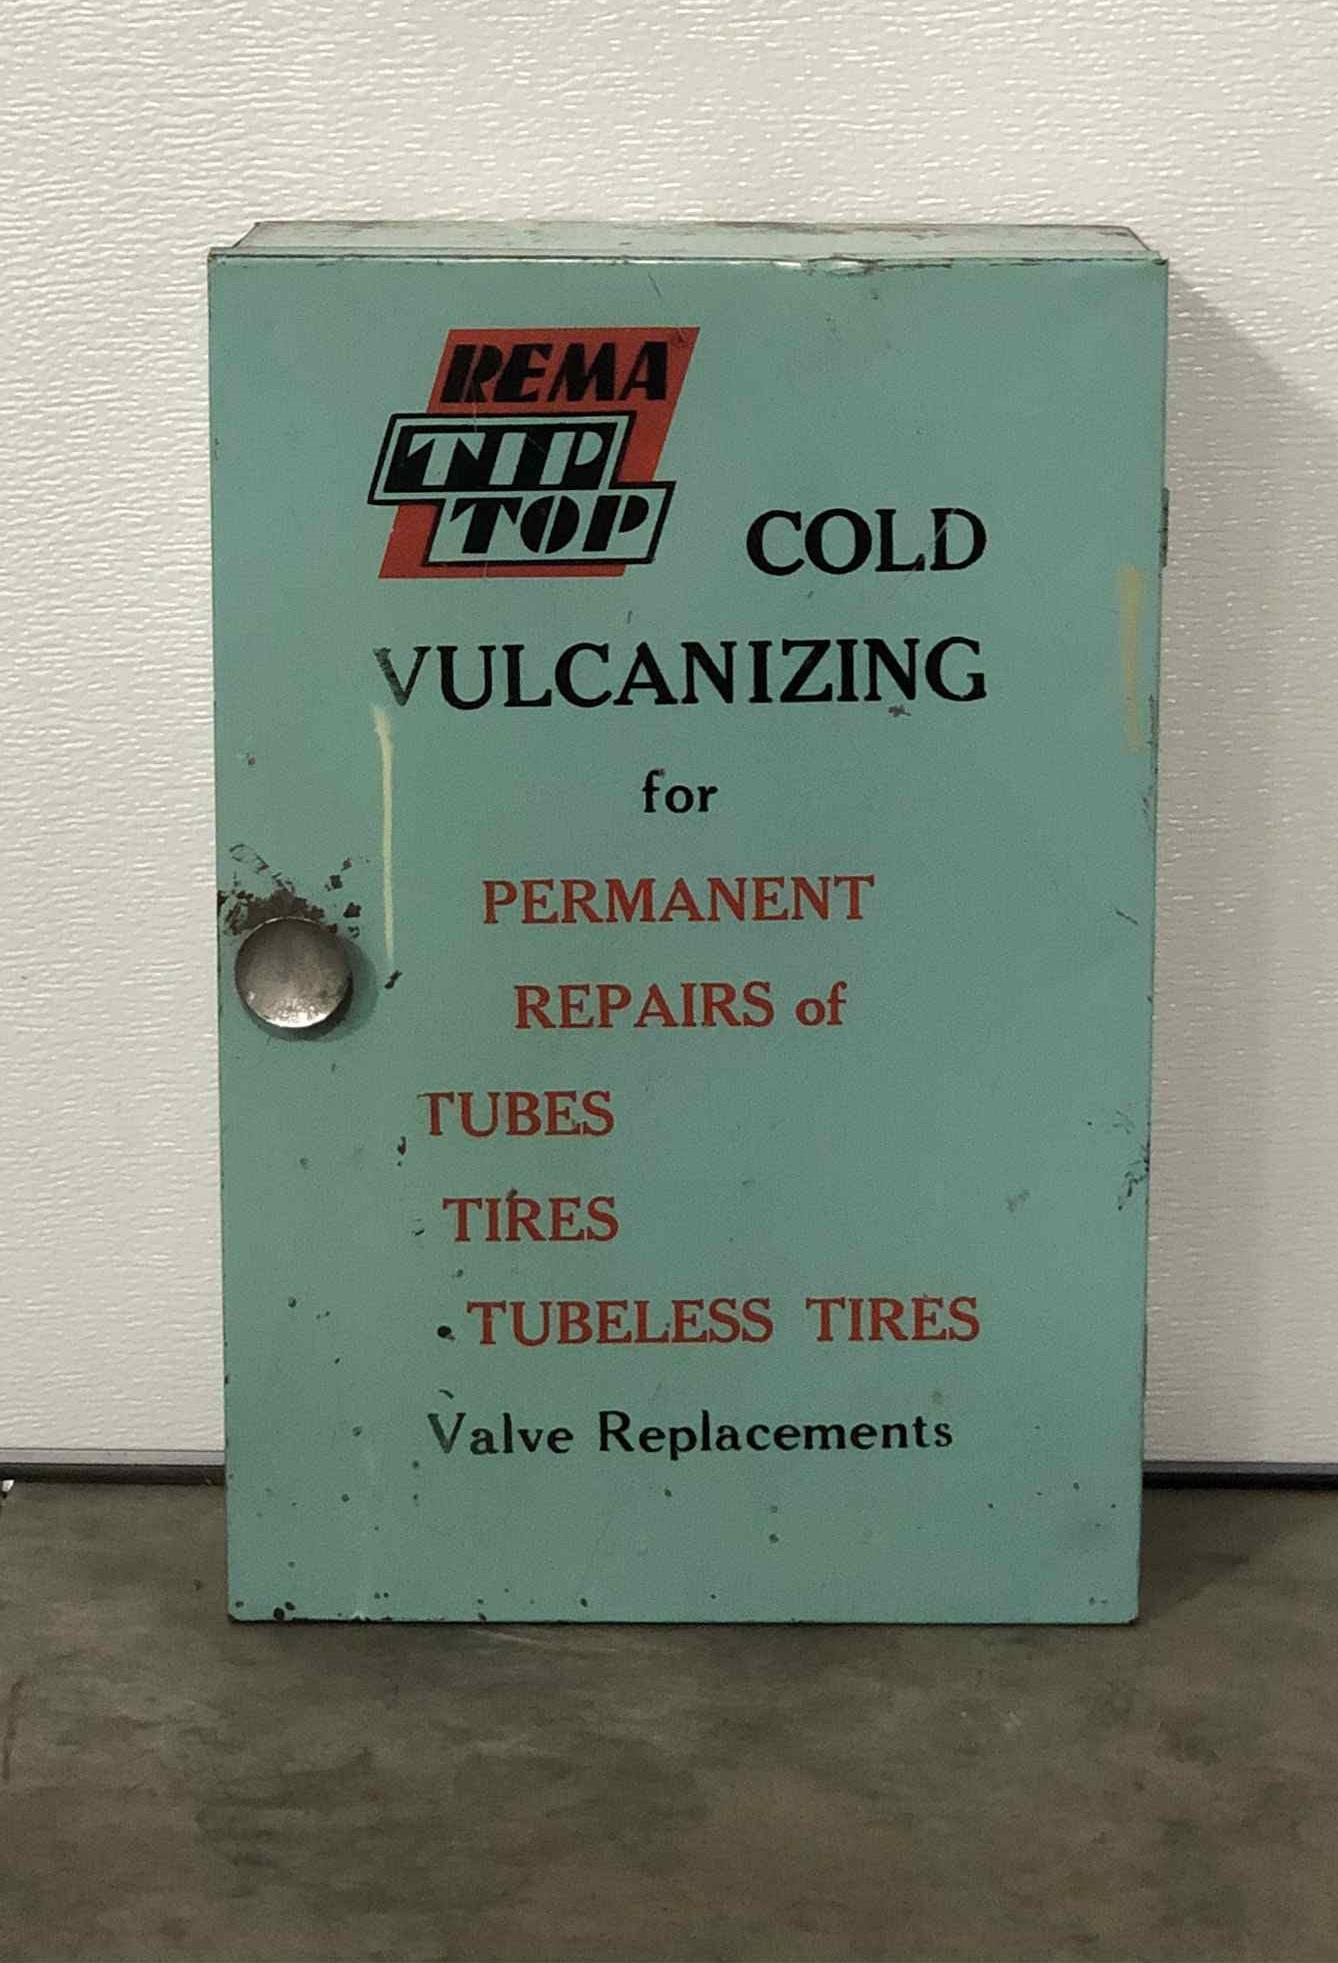 REMA
TIP
TOP COLD
VULCANIZING
for
PERMANENT
REPAIRS of
TUBES
TIRES
TUBELESS TIRES
Valve Replacements